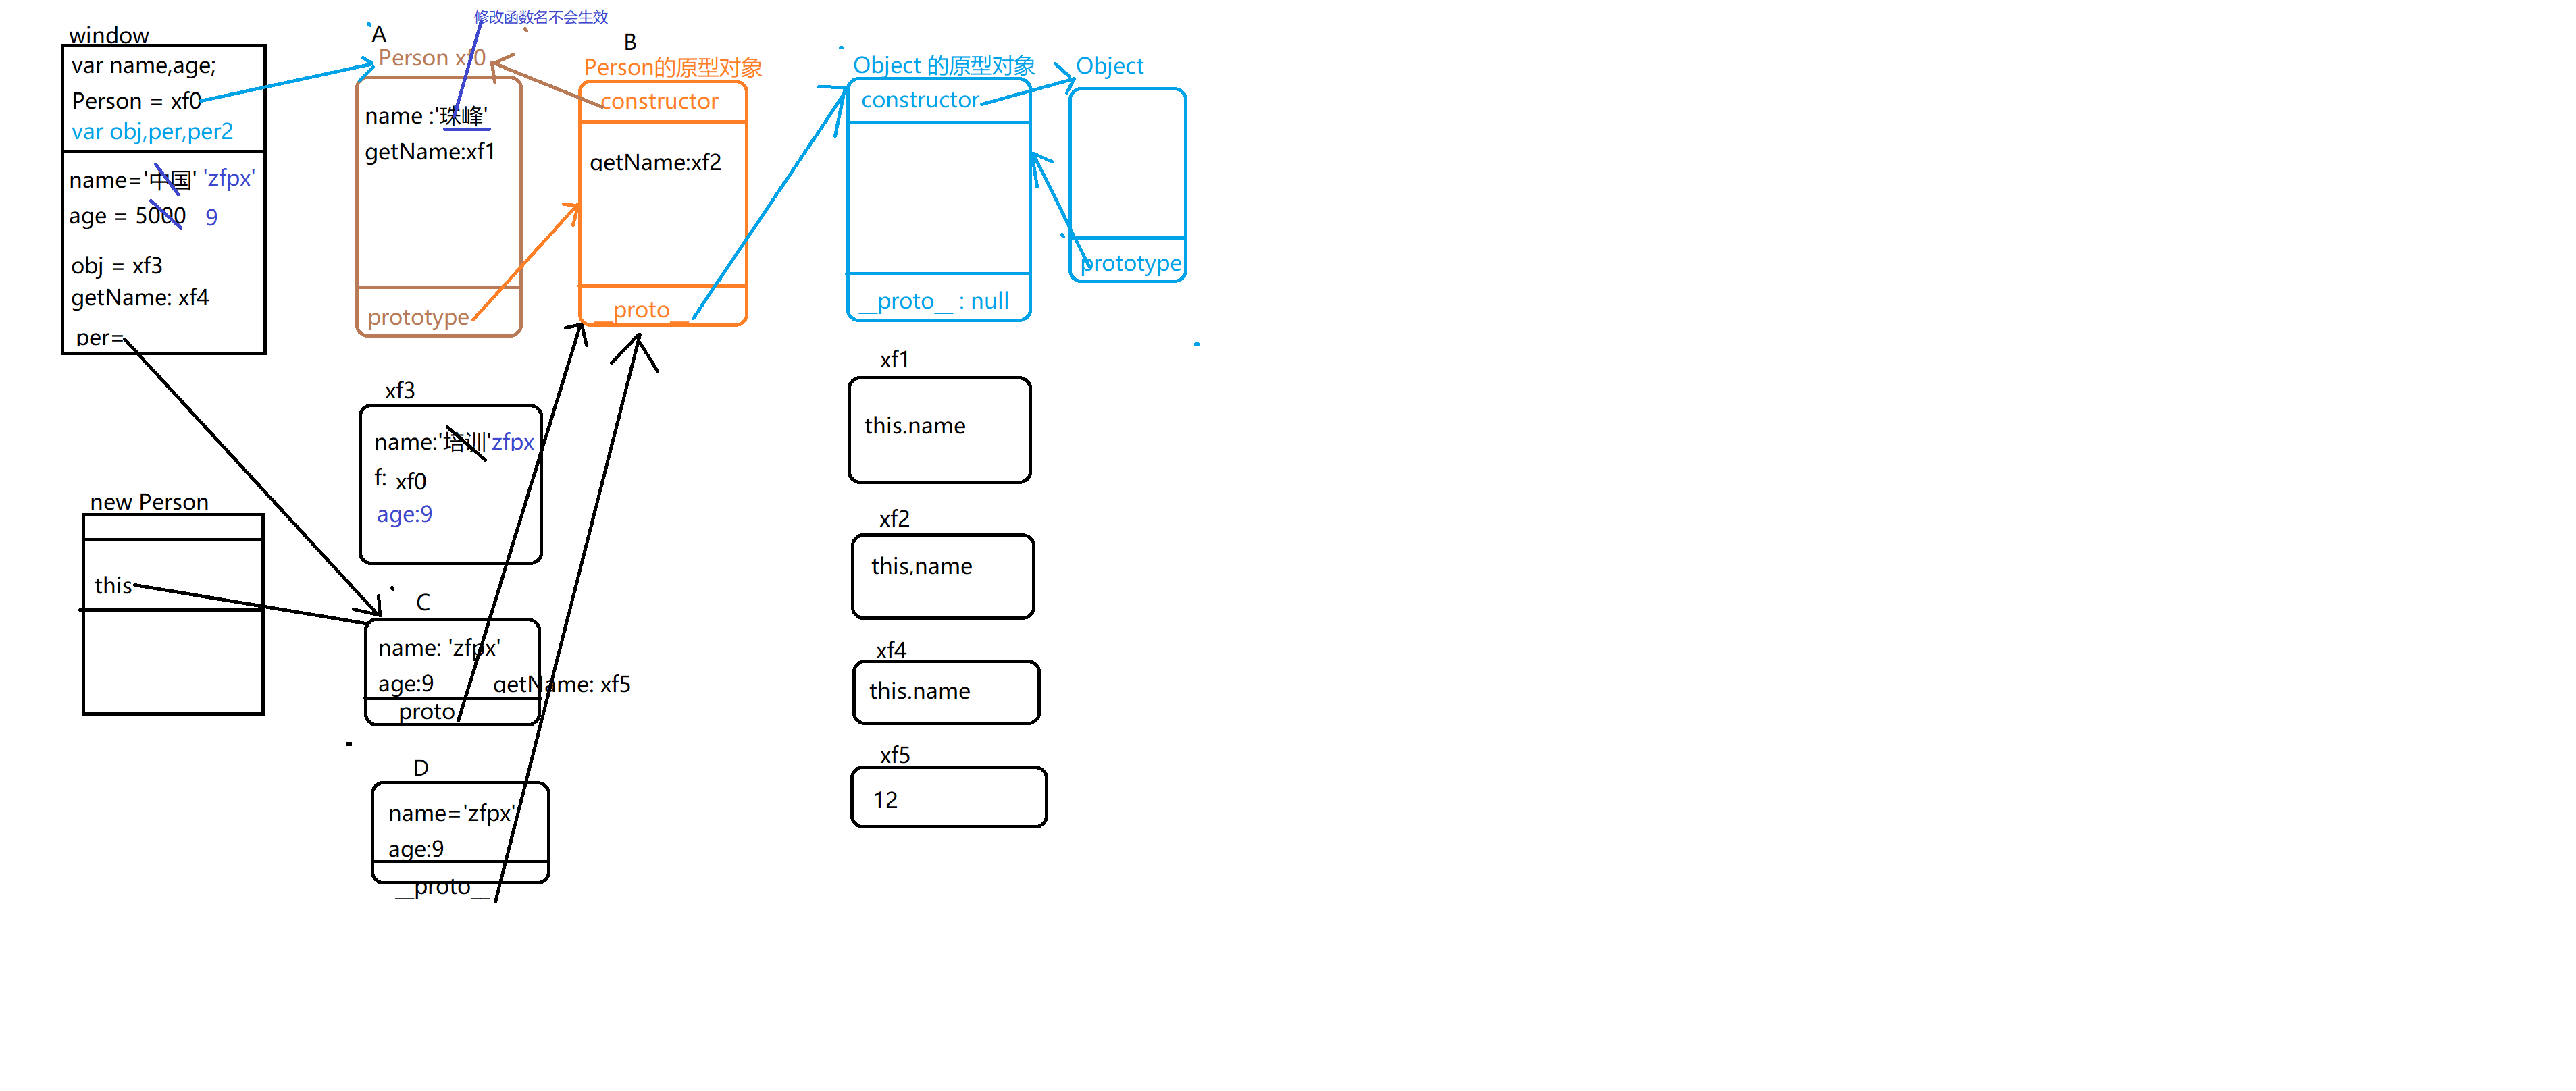 修改函数名不会生效
window
var name,age;
Person = xf0
var obj,per,per2
name='中国' 'zfpx'
age = 5000 9
obj = xf3
getName: xf4
per=
A
Person xf0
name :'珠峰'
getName:xf1
prototype
B
Person的原型对象
constructor
getName:xf2
__proto__
Object 的原型对象
constructor
__proto__ : null
Object
prototype
xf3
name:'培训'zfpx
f: xf0
age:9
new Person
this
C
name: 'zfpx'
age:9 getName: xf5
proto
D
name='zfpx'
age:9
__proto__
xf1
this.name
xf2
this,name
xf4
this.name
xf5
12